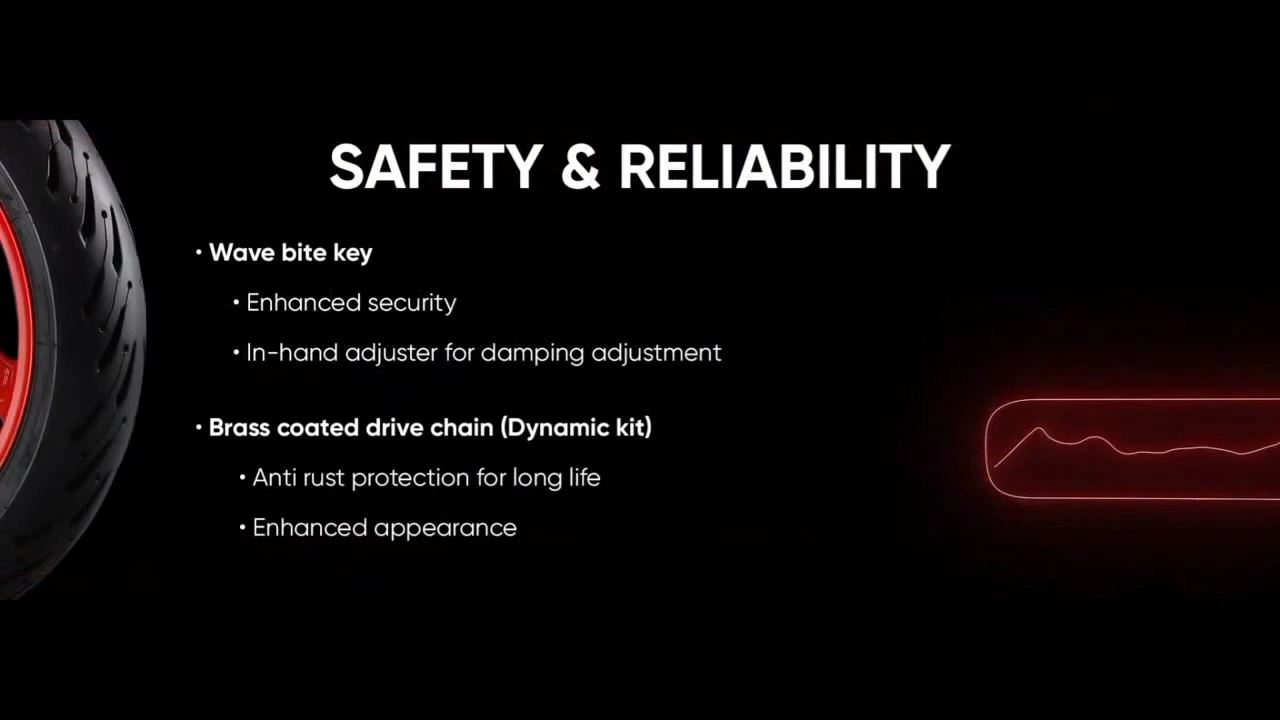 SAFETY & RELIABILITY
• Wave bite key
• Enhanced security
• In-hand adjuster for damping adjustment
• Brass coated drive chain (Dynamic kit)
• Anti rust protection for long life
• Enhanced appearance